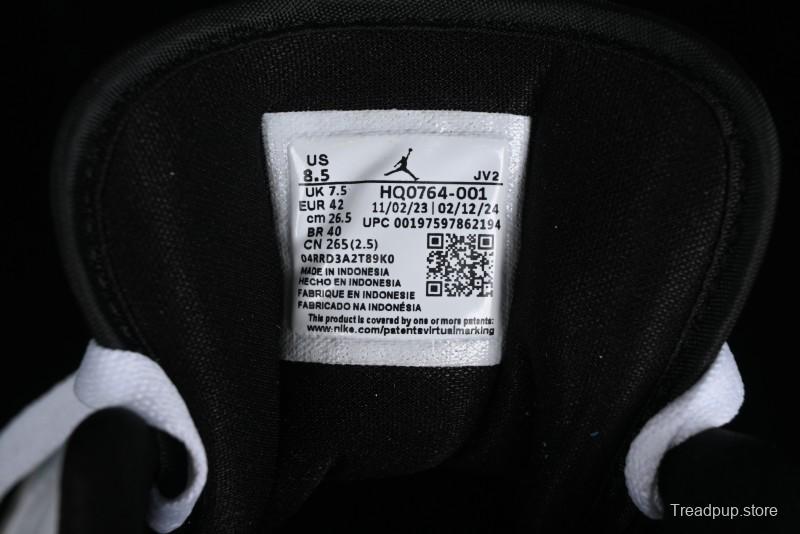 US
8.5
JV2
UK 7.5
HQ0764-001
EUR 42
11/02/23 | 02/12/24
cm 26.5
UPC 00197597862194
BR 40
CN 265(2.5)
04RRD3A2T89K0
MADE IN INDONESIA
HECHO EN INDONESIA
FABRIQUE EN INDONESIE
FABRICADO NA INDONÉSIA
This product is covered by one or more patents:
www.nike.com/patentsvirtualmarking
Treadpup.store